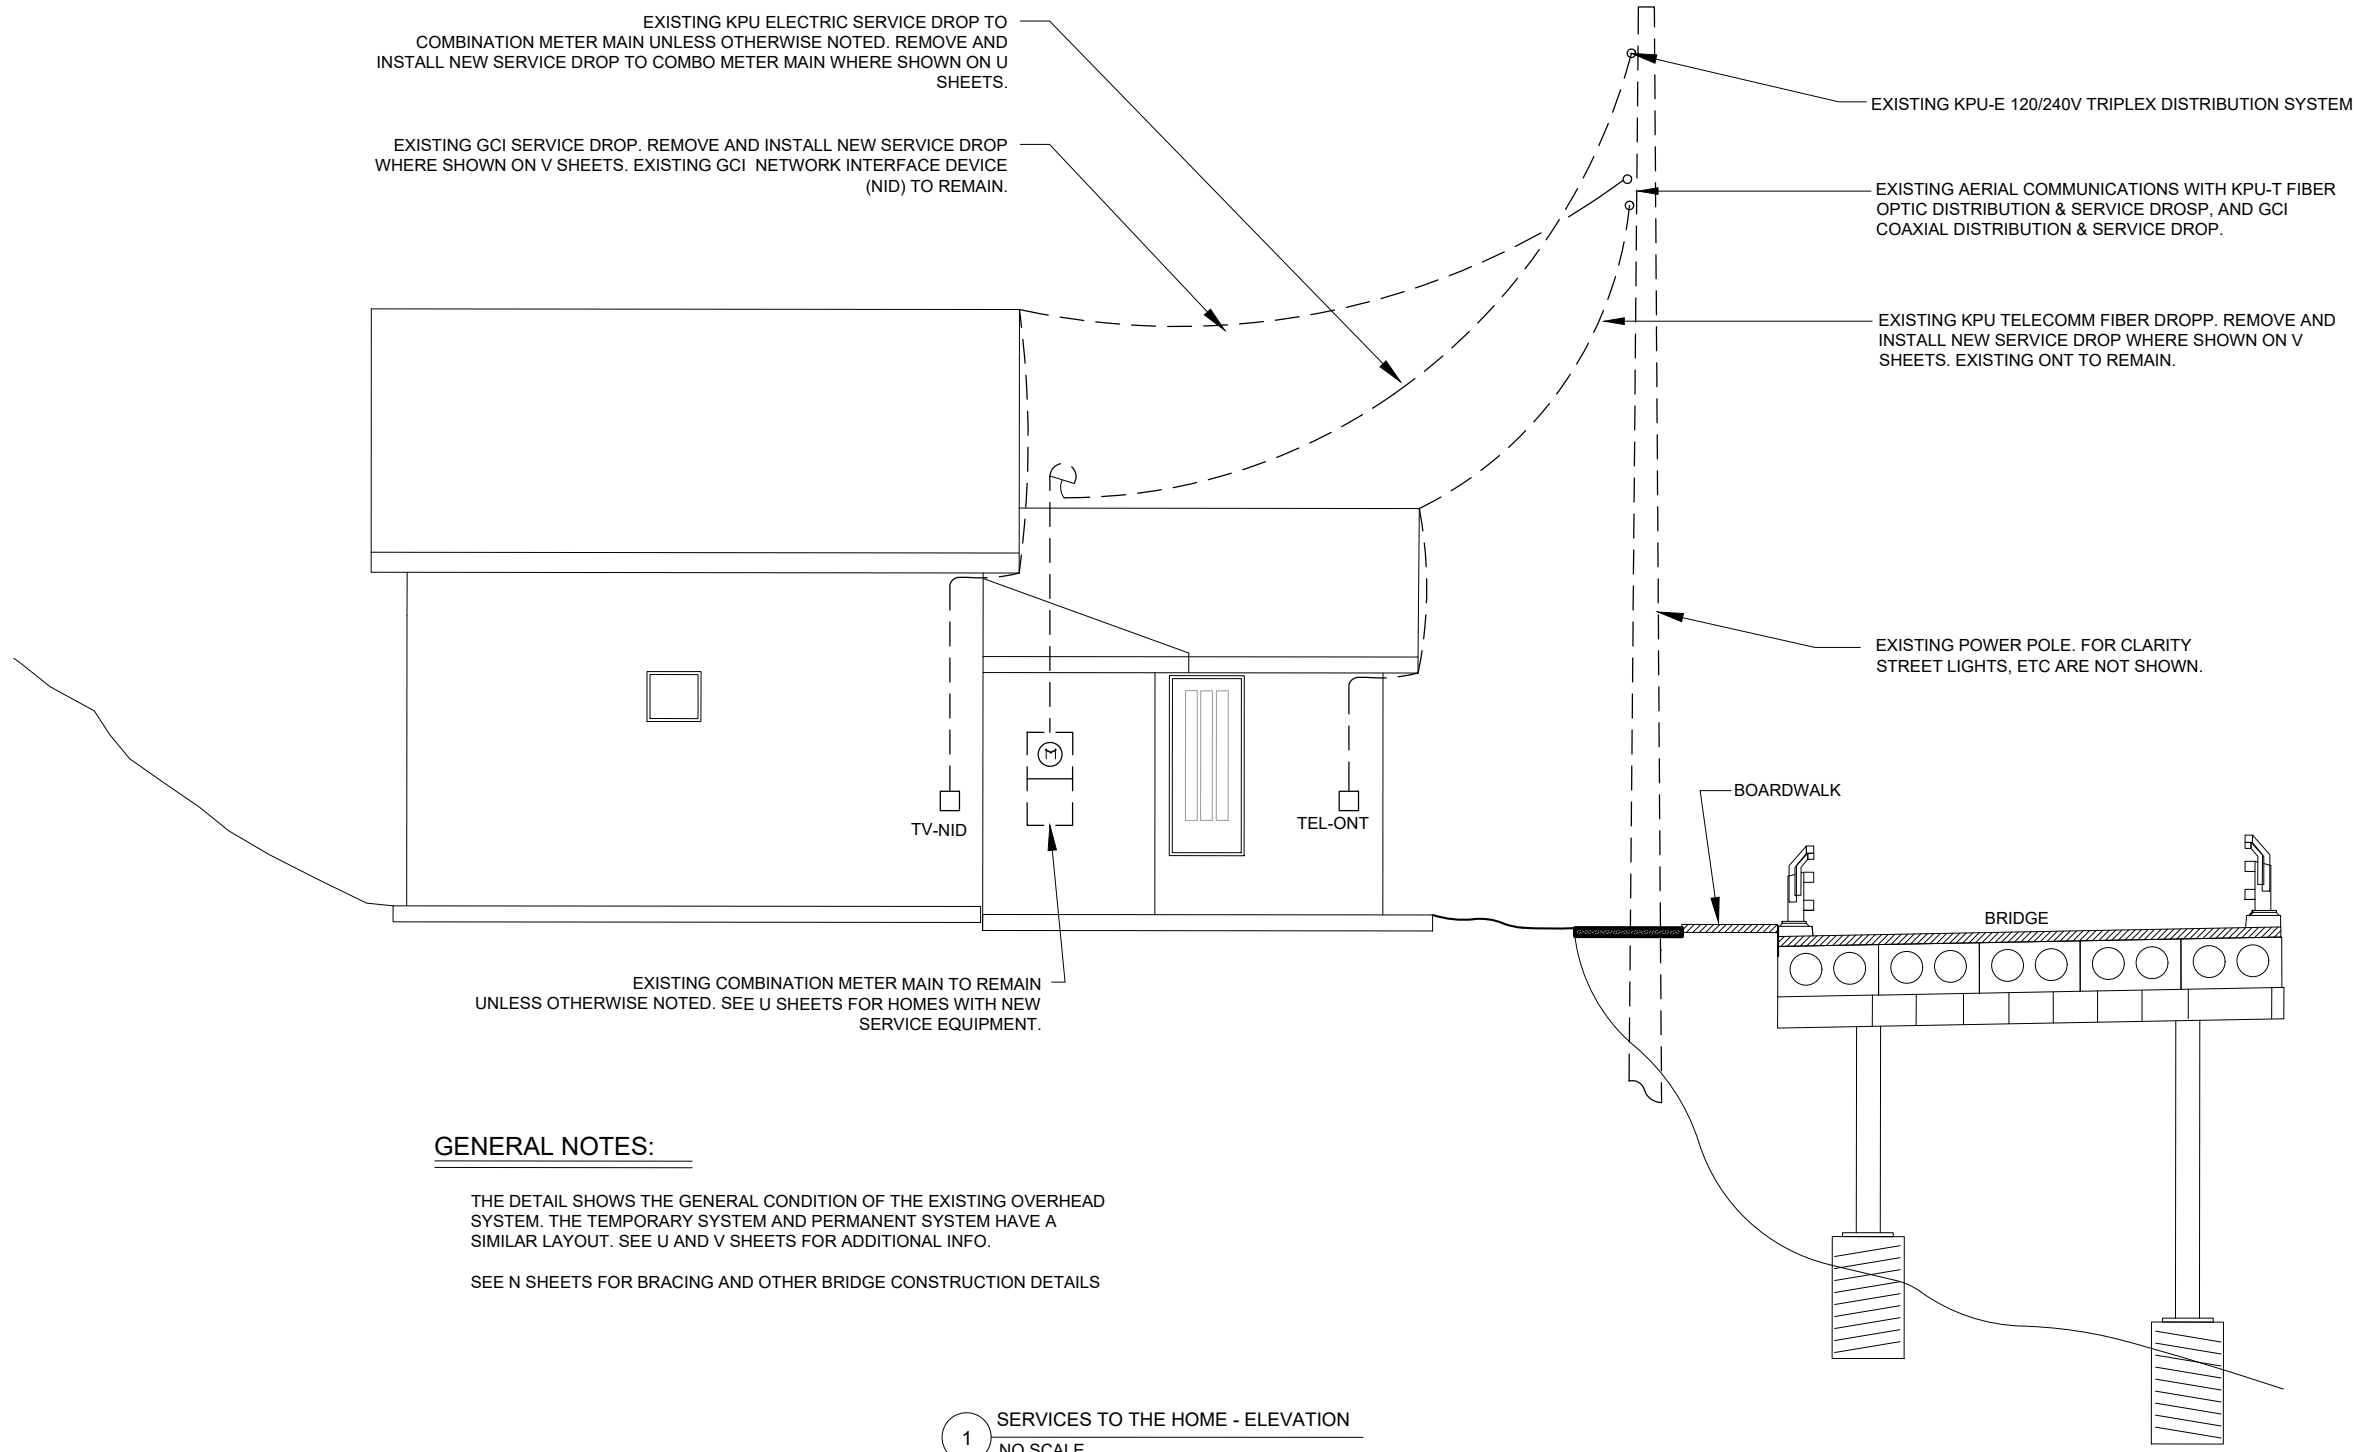 EXISTING KPU ELECTRIC SERVICE DROP TO
COMBINATION METER MAIN UNLESS OTHERWISE NOTED. REMOVE AND
INSTALL NEW SERVICE DROP TO COMBO METER MAIN WHERE SHOWN ON U
SHEETS.
EXISTING GCI SERVICE DROP. REMOVE AND INSTALL NEW SERVICE DROP
WHERE SHOWN ON V SHEETS. EXISTING GCI NETWORK INTERFACE DEVICE
(NID) TO REMAIN.
EXISTING KPU-E 120/240V TRIPLEX DISTRIBUTION SYSTEM
EXISTING AERIAL COMMUNICATIONS WITH KPU-T FIBER
OPTIC DISTRIBUTION & SERVICE DROSP, AND GCI
COAXIAL DISTRIBUTION & SERVICE DROP.
EXISTING KPU TELECOMM FIBER DROPP. REMOVE AND
INSTALL NEW SERVICE DROP WHERE SHOWN ON V
SHEETS. EXISTING ONT TO REMAIN.
EXISTING POWER POLE. FOR CLARITY
STREET LIGHTS, ETC ARE NOT SHOWN.
M
TV-NID
TEL-ONT
BOARDWALK
BRIDGE
EXISTING COMBINATION METER MAIN TO REMAIN
UNLESS OTHERWISE NOTED. SEE U SHEETS FOR HOMES WITH NEW
SERVICE EQUIPMENT.
GENERAL NOTES:
THE DETAIL SHOWS THE GENERAL CONDITION OF THE EXISTING OVERHEAD
SYSTEM. THE TEMPORARY SYSTEM AND PERMANENT SYSTEM HAVE A
SIMILAR LAYOUT. SEE U AND V SHEETS FOR ADDITIONAL INFO.
SEE N SHEETS FOR BRACING AND OTHER BRIDGE CONSTRUCTION DETAILS
1
SERVICES TO THE HOME - ELEVATION
NO SCALE